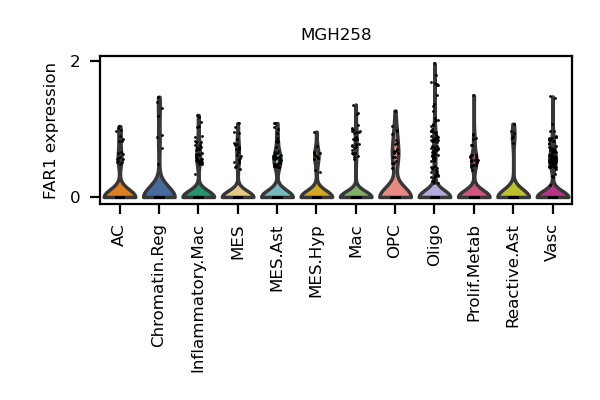 MGH258
FAR1 expression
2
0
AC
Chromatin.Reg
Inflammatory.Mac
MES
MES.Ast
MES.Hyp
Mac
OPC
Oligo
Prolif.Metab
Reactive.Ast
Vasc